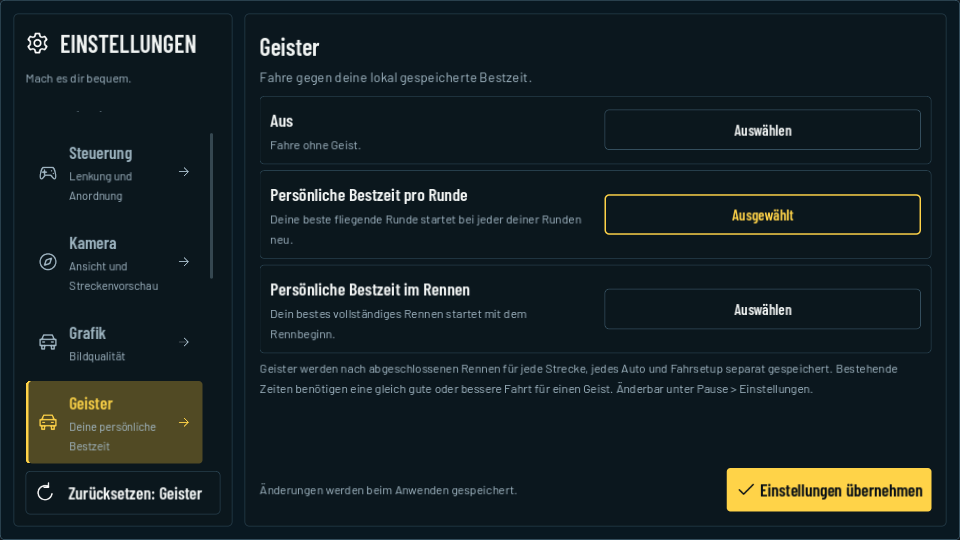 EINSTELLUNGEN
Mach es dir bequem.
Steuerung
Lenkung und
Anordnung
Kamera
Ansicht und
Streckenvorschau
Grafik
Bildqualität
Geister
Deine persönliche
Bestzeit
Zurücksetzen: Geister
Geister
Fahre gegen deine lokal gespeicherte Bestzeit.
Aus
Fahre ohne Geist.
Auswählen
Persönliche Bestzeit pro Runde
Deine beste fliegende Runde startet bei jeder deiner Runden
neu.
Ausgewählt
Persönliche Bestzeit im Rennen
Dein bestes vollständiges Rennen startet mit dem
Rennbeginn.
Auswählen
Geister werden nach abgeschlossenen Rennen für jede Strecke, jedes Auto und Fahrsetup separat gespeichert. Bestehende
Zeiten benötigen eine gleich gute oder bessere Fahrt für einen Geist. Änderbar unter Pause > Einstellungen.
Änderungen werden beim Anwenden gespeichert.
Einstellungen übernehmen